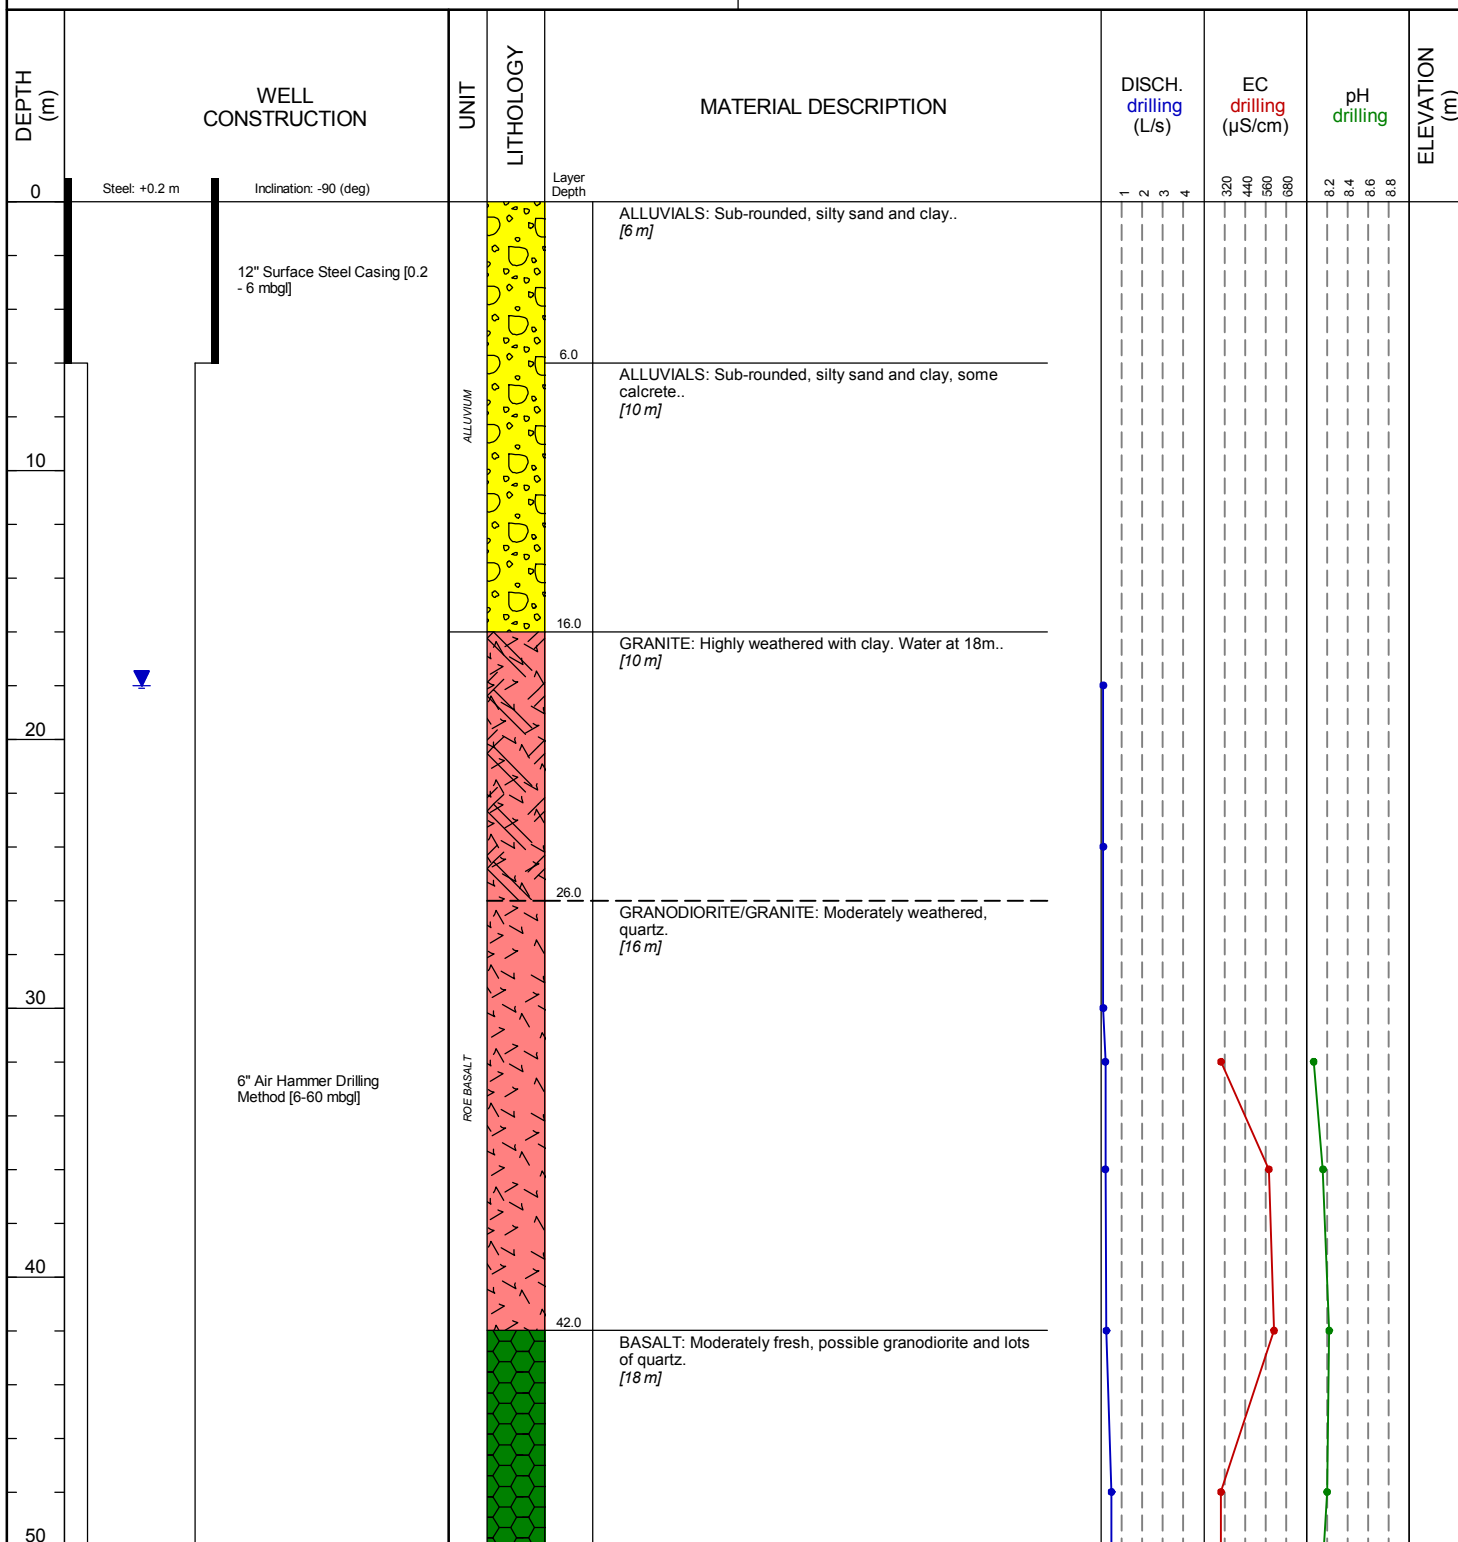 DEPTH
(m)
WELL
CONSTRUCTION
UNIT
LITHOLOGY
MATERIAL DESCRIPTION
DISCH.
drilling
(L/s)
EC
drilling
(µS/cm)
pH
drilling
ELEVATION
(m)
1 2 3 4
320 440 560 680
8.2 8.4 8.6 8.8
0
Steel: +0.2 m
Inclination: -90 (deg)
Layer
Depth
ALLUVIALS: Sub-rounded, silty sand and clay..
[6 m]
12" Surface Steel Casing [0.2
- 6 mbgl]
6.0
ALLUVIALS: Sub-rounded, silty sand and clay, some
calcrete..
[10 m]
ALLUVIUM
10
16.0
GRANITE: Highly weathered with clay. Water at 18m..
[10 m]
20
26.0
GRANODIORITE/GRANITE: Moderately weathered,
quartz.
[16 m]
30
6" Air Hammer Drilling
Method [6-60 mbgl]
ROE BASALT
40
42.0
BASALT: Moderately fresh, possible granodiorite and lots
of quartz.
[18 m]
50